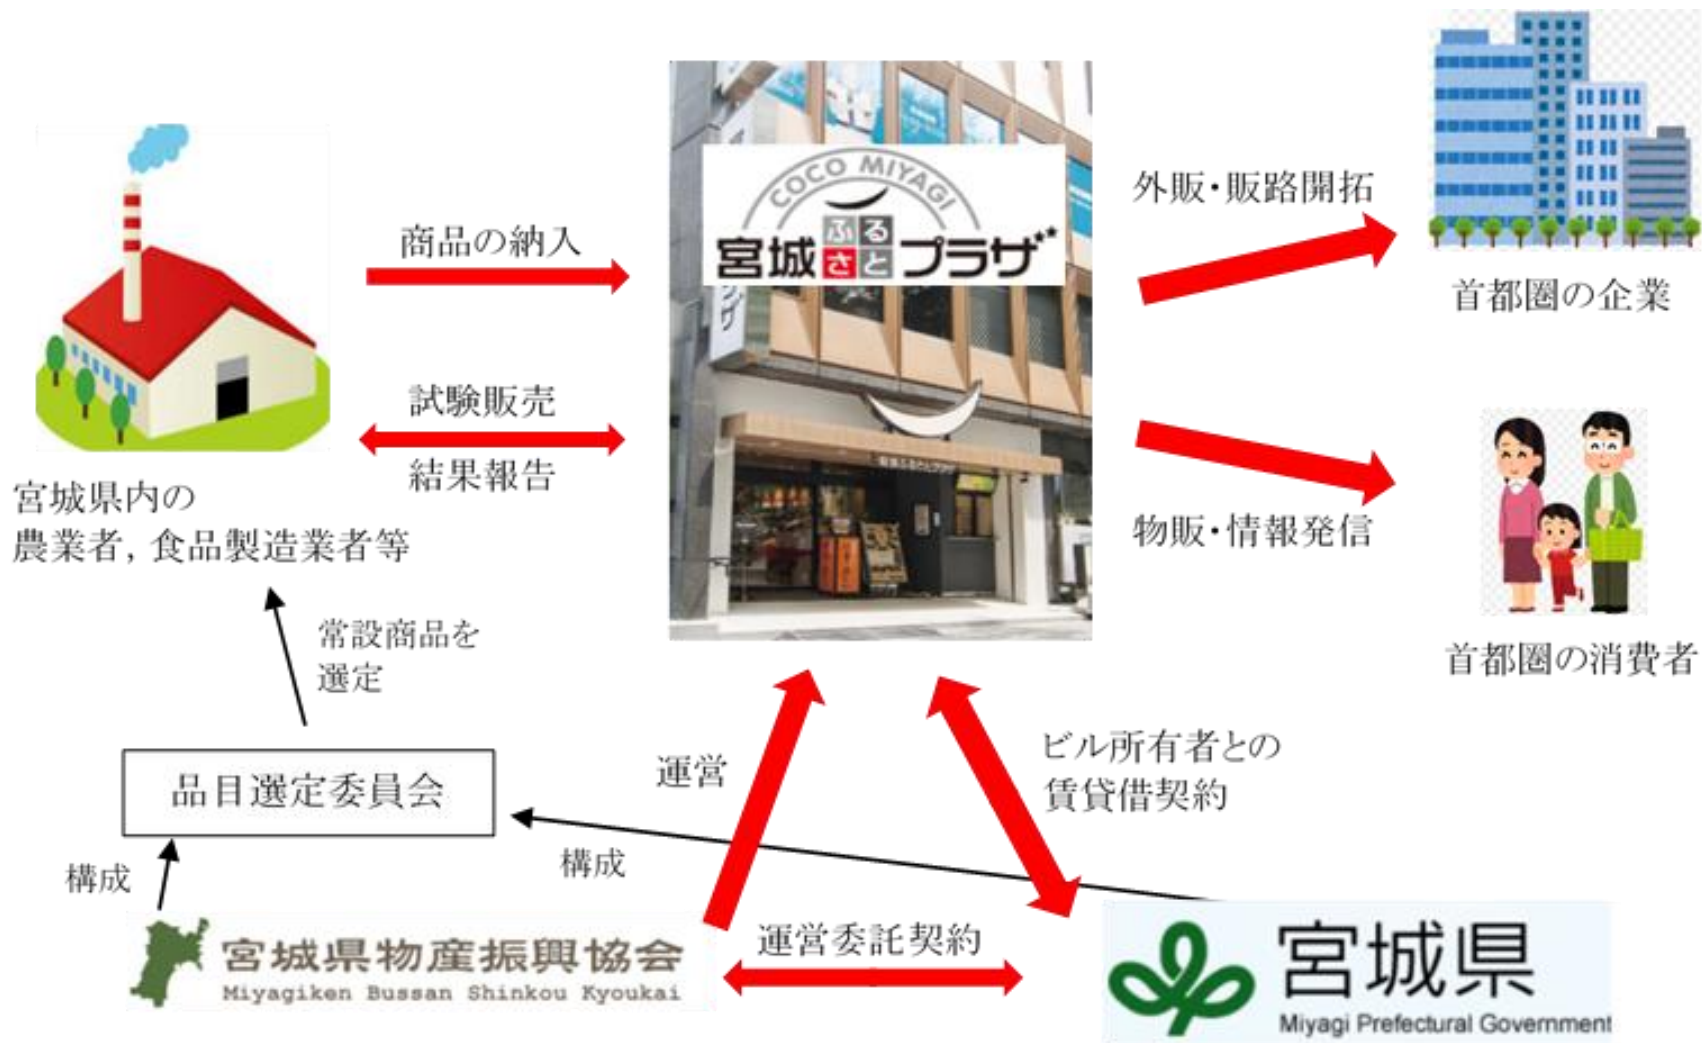 商品の納入
試験販売
結果報告
宮城県内の
農業者, 食品製造業者等
COCO MIYAGI
宮城ふるさとプラザ
外販・販路開拓
首都圏の企業
物販・情報発信
首都圏の消費者
常設商品を
選定
品目選定委員会
構成
構成
運営
ビル所有者との
賃貸借契約
運営委託契約
宮城県物産振興協会
Miyagiken Bussan Shinkou Kyoukai
宮城県
Miyagi Prefectural Government